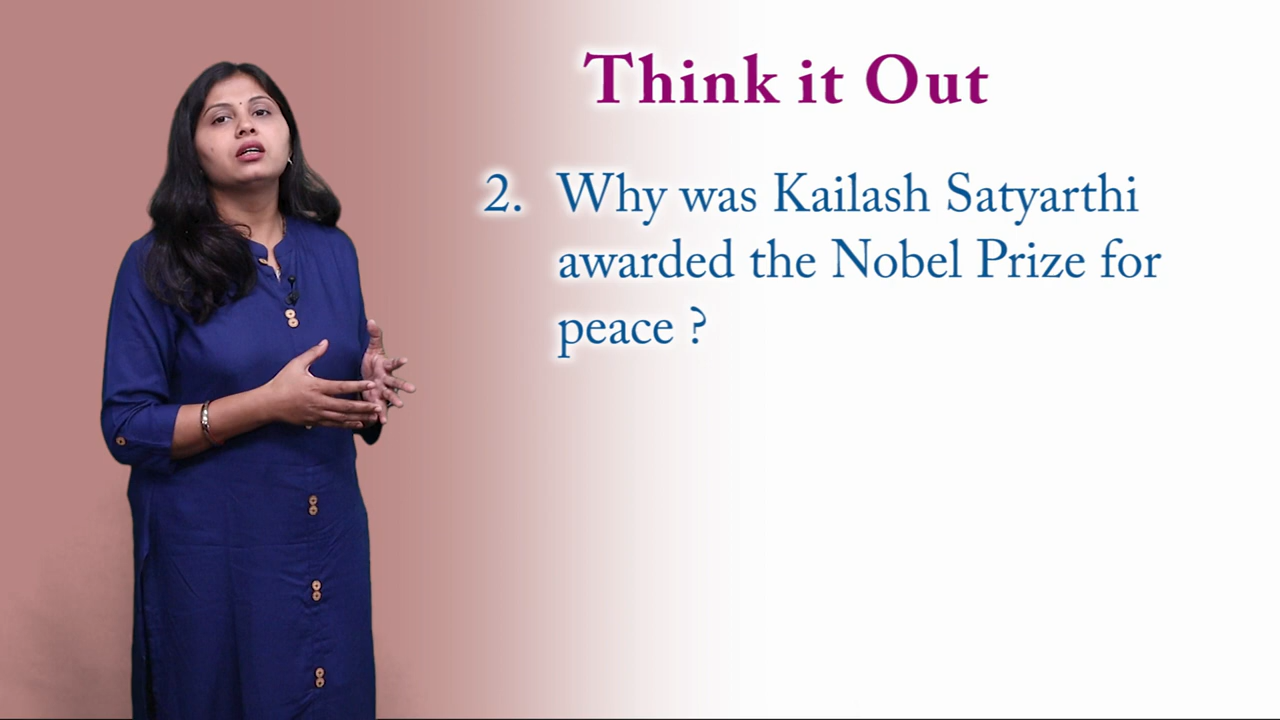 Think it Out
2. Why was Kailash Satyarthi
awarded the Nobel Prize for
peace ?